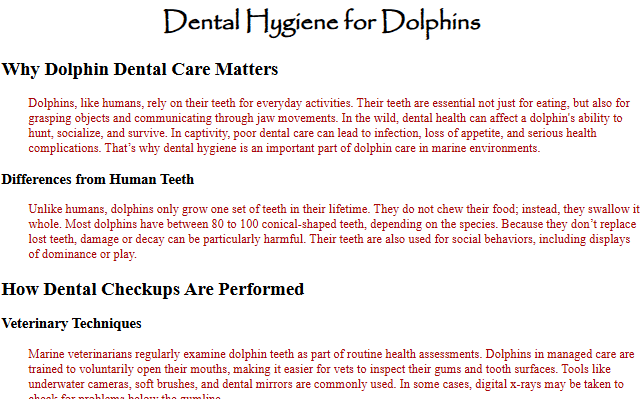 Dental Hygiene for Dolphins
Why Dolphin Dental Care Matters
Dolphins, like humans, rely on their teeth for everyday activities. Their teeth are essential not just for eating, but also for
grasping objects and communicating through jaw movements. In the wild, dental health can affect a dolphin's ability to
hunt, socialize, and survive. In captivity, poor dental care can lead to infection, loss of appetite, and serious health
complications. That’s why dental hygiene is an important part of dolphin care in marine environments.
Differences from Human Teeth
Unlike humans, dolphins only grow one set of teeth in their lifetime. They do not chew their food; instead, they swallow it
whole. Most dolphins have between 80 to 100 conical-shaped teeth, depending on the species. Because they don’t replace
lost teeth, damage or decay can be particularly harmful. Their teeth are also used for social behaviors, including displays
of dominance or play.
How Dental Checkups Are Performed
Veterinary Techniques
Marine veterinarians regularly examine dolphin teeth as part of routine health assessments. Dolphins in managed care are
trained to voluntarily open their mouths, making it easier for vets to inspect their gums and tooth surfaces. Tools like
underwater cameras, soft brushes, and dental mirrors are commonly used. In some cases, digital x-rays may be taken to
check for problems below the gumline.